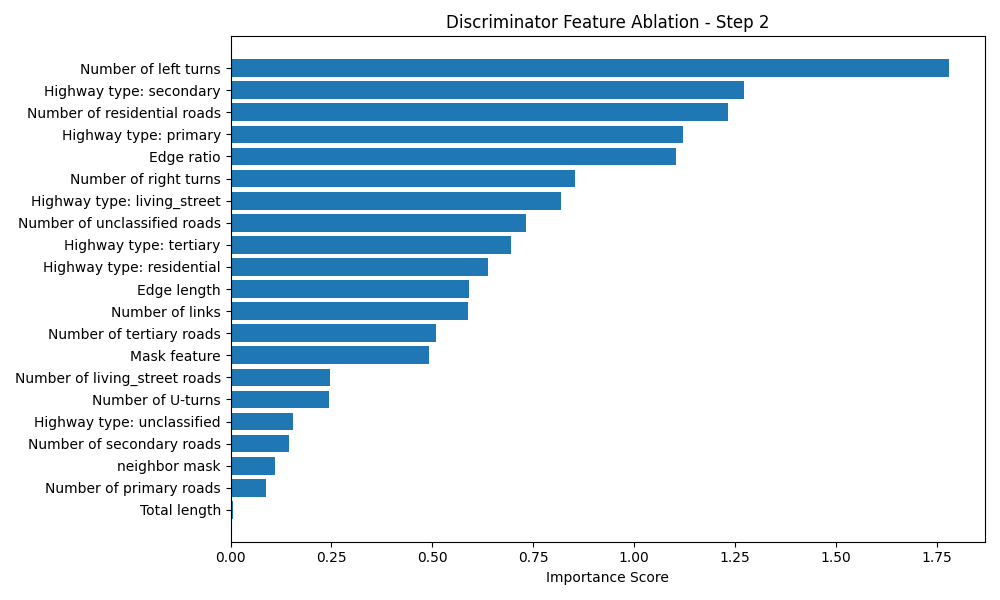 Discriminator Feature Ablation - Step 2
Number of left turns
Highway type: secondary
Number of residential roads
Highway type: primary
Edge ratio
Number of right turns
Highway type: living_street
Number of unclassified roads
Highway type: tertiary
Highway type: residential
Edge length
Number of links
Number of tertiary roads
Mask feature
Number of living_street roads
Number of U-turns
Highway type: unclassified
Number of secondary roads
neighbor mask
Number of primary roads
Total length
0.00 0.25 0.50 0.75 1.00 1.25 1.50 1.75
Importance Score